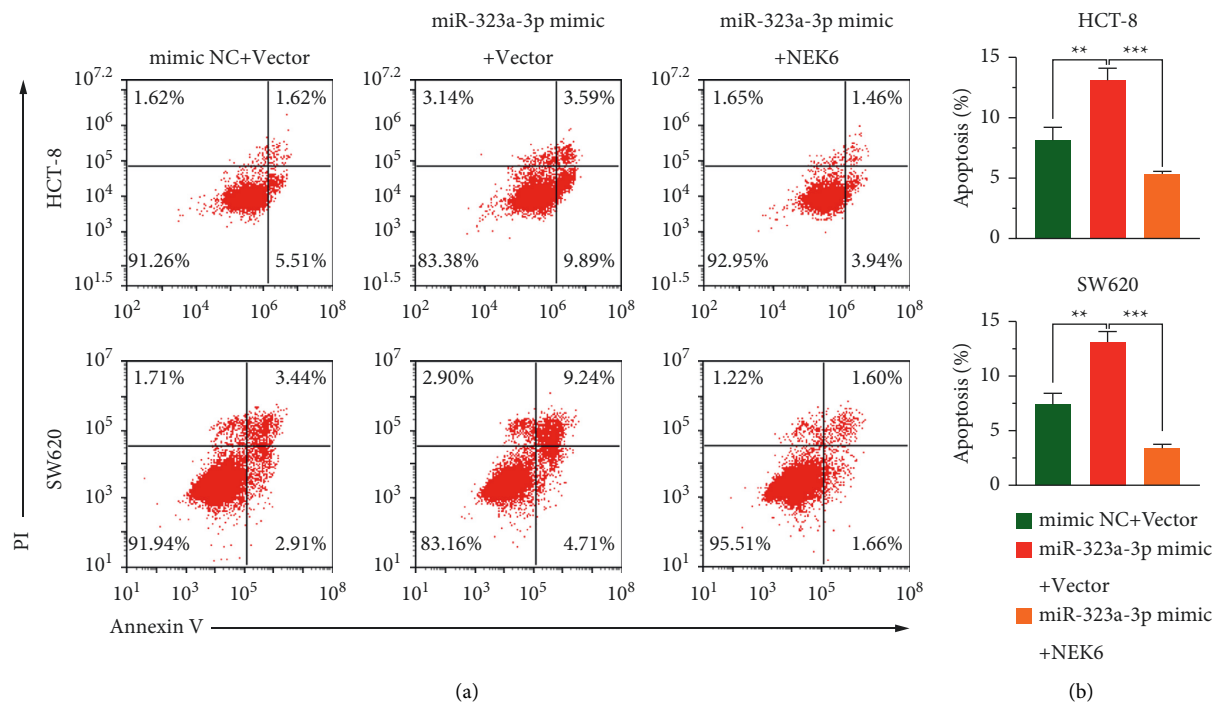 miR-323a-3p mimic miR-323a-3p mimic
mimic NC+Vector +Vector +NEK6
HCT-8
10^7.2 10^6 10^5 10^4 10^3 10^1.5
1.62% 1.62%
91.26% 5.51%
10^2 10^4 10^6 10^8
10^7.2 10^6 10^5 10^4 10^3 10^1.5
3.14% 3.59%
83.38% 9.89%
10^2 10^4 10^6 10^8
10^7.2 10^6 10^5 10^4 10^3 10^1.5
1.65% 1.46%
92.95% 3.94%
10^2 10^4 10^6 10^8
SW620
10^7 10^5 10^3 10^1
1.71% 3.44%
91.94% 2.91%
10^1 10^3 10^5 10^7
10^7 10^5 10^3 10^1
2.90% 9.24%
83.16% 4.71%
10^1 10^3 10^5 10^7
10^7 10^5 10^3 10^1
1.22% 1.60%
95.51% 1.66%
10^1 10^3 10^5 10^7
PI
Annexin V
(a)
HCT-8
** ***
Apoptosis (%)
15
10
5
0
SW620
** ***
Apoptosis (%)
15
10
5
0
mimic NC+Vector
miR-323a-3p mimic
+Vector
miR-323a-3p mimic
+NEK6
(b)